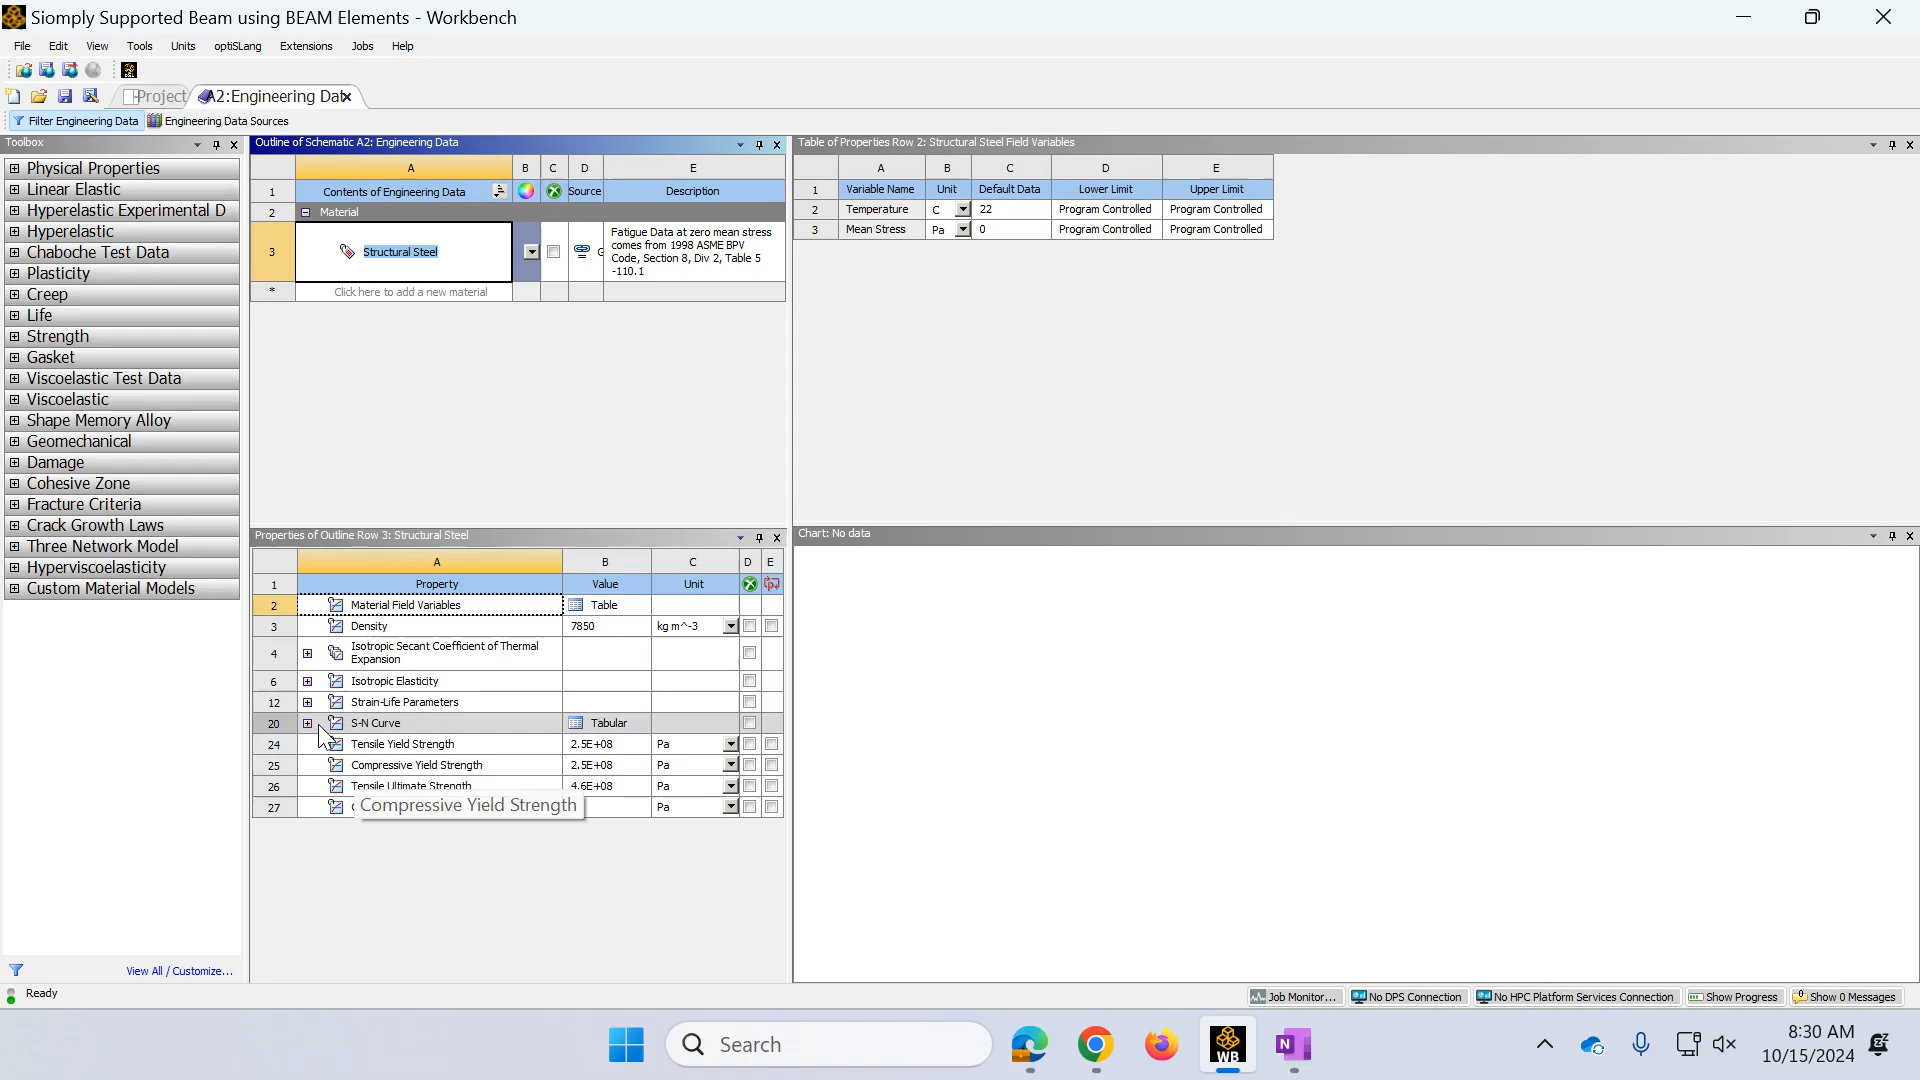 Siomply Supported Beam using BEAM Elements - Workbench
File Edit View Tools Units optiSLang Extensions Jobs Help
Project A2:Engineering Data
Filter Engineering Data Engineering Data Sources
Toolbox
Physical Properties
Linear Elastic
Hyperelastic Experimental D
Hyperelastic
Chaboche Test Data
Plasticity
Creep
Life
Strength
Gasket
Viscoelastic Test Data
Viscoelastic
Shape Memory Alloy
Geomechanical
Damage
Cohesive Zone
Fracture Criteria
Crack Growth Laws
Three Network Model
Hyperviscoelasticity
Custom Material Models
View All / Customize...
Outline of Schematic A2: Engineering Data
A B C D E
1 Contents of Engineering Data Source Description
2 Material
3 Structural Steel G Fatigue Data at zero mean stress
comes from 1998 ASME BPV
Code, Section 8, Div 2, Table 5
-110.1
* Click here to add a new material
Properties of Outline Row 3: Structural Steel
A B C D E
1 Property Value Unit
2 Material Field Variables Table
3 Density 7850 kg m^-3
4 Isotropic Secant Coefficient of Thermal
Expansion
6 Isotropic Elasticity
12 Strain-Life Parameters
20 S-N Curve Tabular
24 Tensile Yield Strength 2.5E+08 Pa
25 Compressive Yield Strength 2.5E+08 Pa
26 Tensile Ultimate Strength 4.6E+08 Pa
27 Pa
Compressive Yield Strength
Table of Properties Row 2: Structural Steel Field Variables
A B C D E
1 Variable Name Unit Default Data Lower Limit Upper Limit
2 Temperature C 22 Program Controlled Program Controlled
3 Mean Stress Pa 0 Program Controlled Program Controlled
Chart: No data
Ready
Job Monitor... No DPS Connection No HPC Platform Services Connection Show Progress Show 0 Messages
Search
WB
N
8:30 AM
10/15/2024